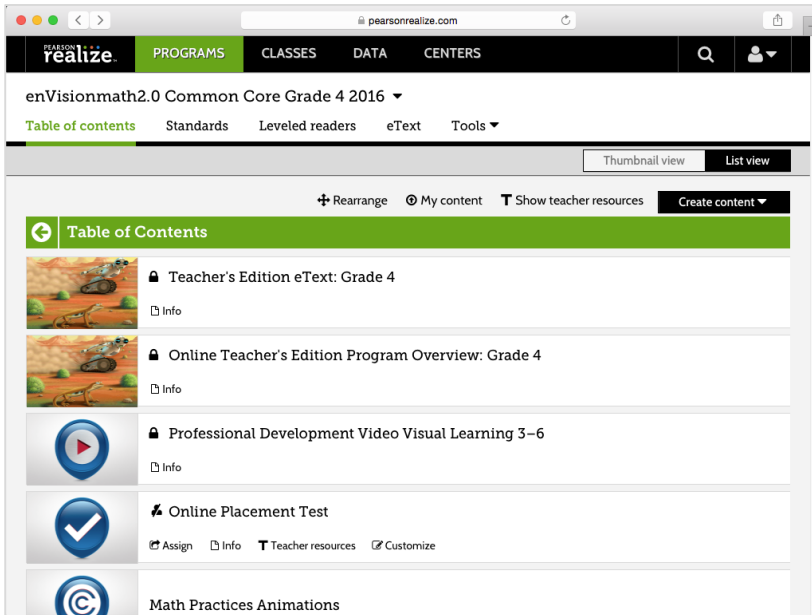 pearsonrealize.com
PEARSON
realize™ PROGRAMS CLASSES DATA CENTERS
enVisionmath2.0 Common Core Grade 4 2016
Table of contents Standards Leveled readers eText Tools
Thumbnail view List view
Rearrange My content T Show teacher resources Create content
Table of Contents
Teacher's Edition eText: Grade 4
Info
Online Teacher's Edition Program Overview: Grade 4
Info
Professional Development Video Visual Learning 3–6
Info
Online Placement Test
Assign Info T Teacher resources Customize
Math Practices Animations